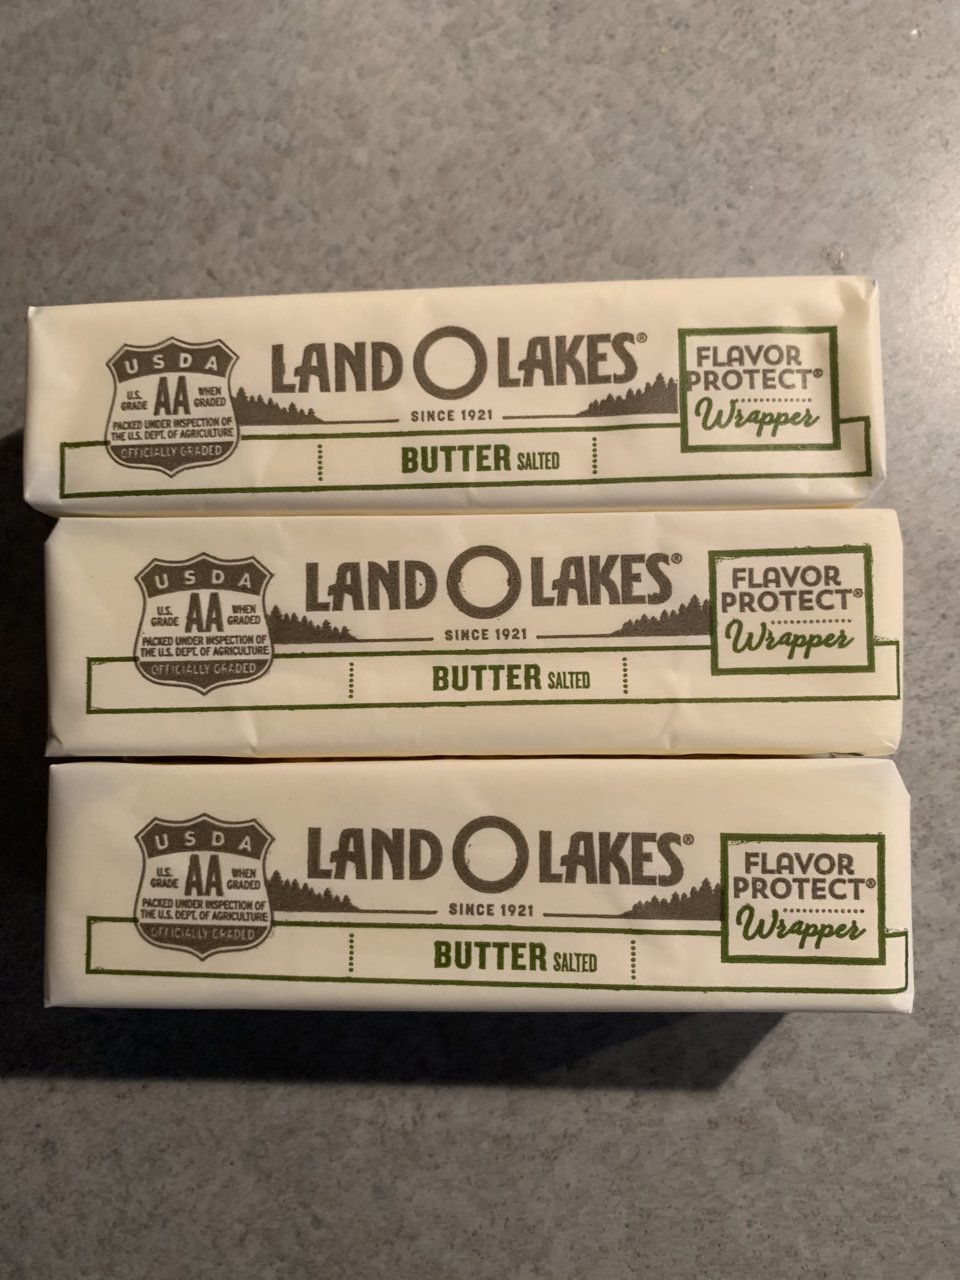 USDA
U.S. GRADE AA WHEN GRADED
PACKED UNDER INSPECTION OF
THE U.S. DEPT. OF AGRICULTURE
OFFICIALLY GRADED
LAND O LAKES®
SINCE 1921
BUTTER SALTED
FLAVOR
PROTECT®
Wrapper
USDA
U.S. GRADE AA WHEN GRADED
PACKED UNDER INSPECTION OF
THE U.S. DEPT. OF AGRICULTURE
OFFICIALLY GRADED
LAND O LAKES®
SINCE 1921
BUTTER SALTED
FLAVOR
PROTECT®
Wrapper
USDA
U.S. GRADE AA WHEN GRADED
PACKED UNDER INSPECTION OF
THE U.S. DEPT. OF AGRICULTURE
OFFICIALLY GRADED
LAND O LAKES®
SINCE 1921
BUTTER SALTED
FLAVOR
PROTECT®
Wrapper